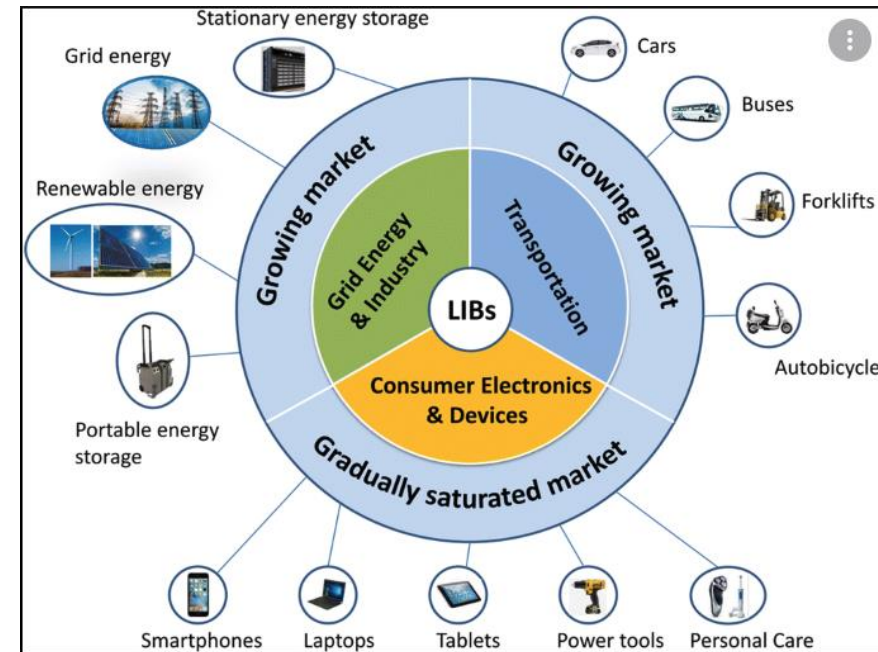 Stationary energy storage
Grid energy
Cars
Buses
Renewable energy
Forklifts
Growing market
Growing market
Grid Energy
& Industry
Transportation
LIBs
Autobicycle
Consumer Electronics
& Devices
Portable energy
storage
Gradually saturated market
Smartphones
Laptops
Tablets
Power tools
Personal Care